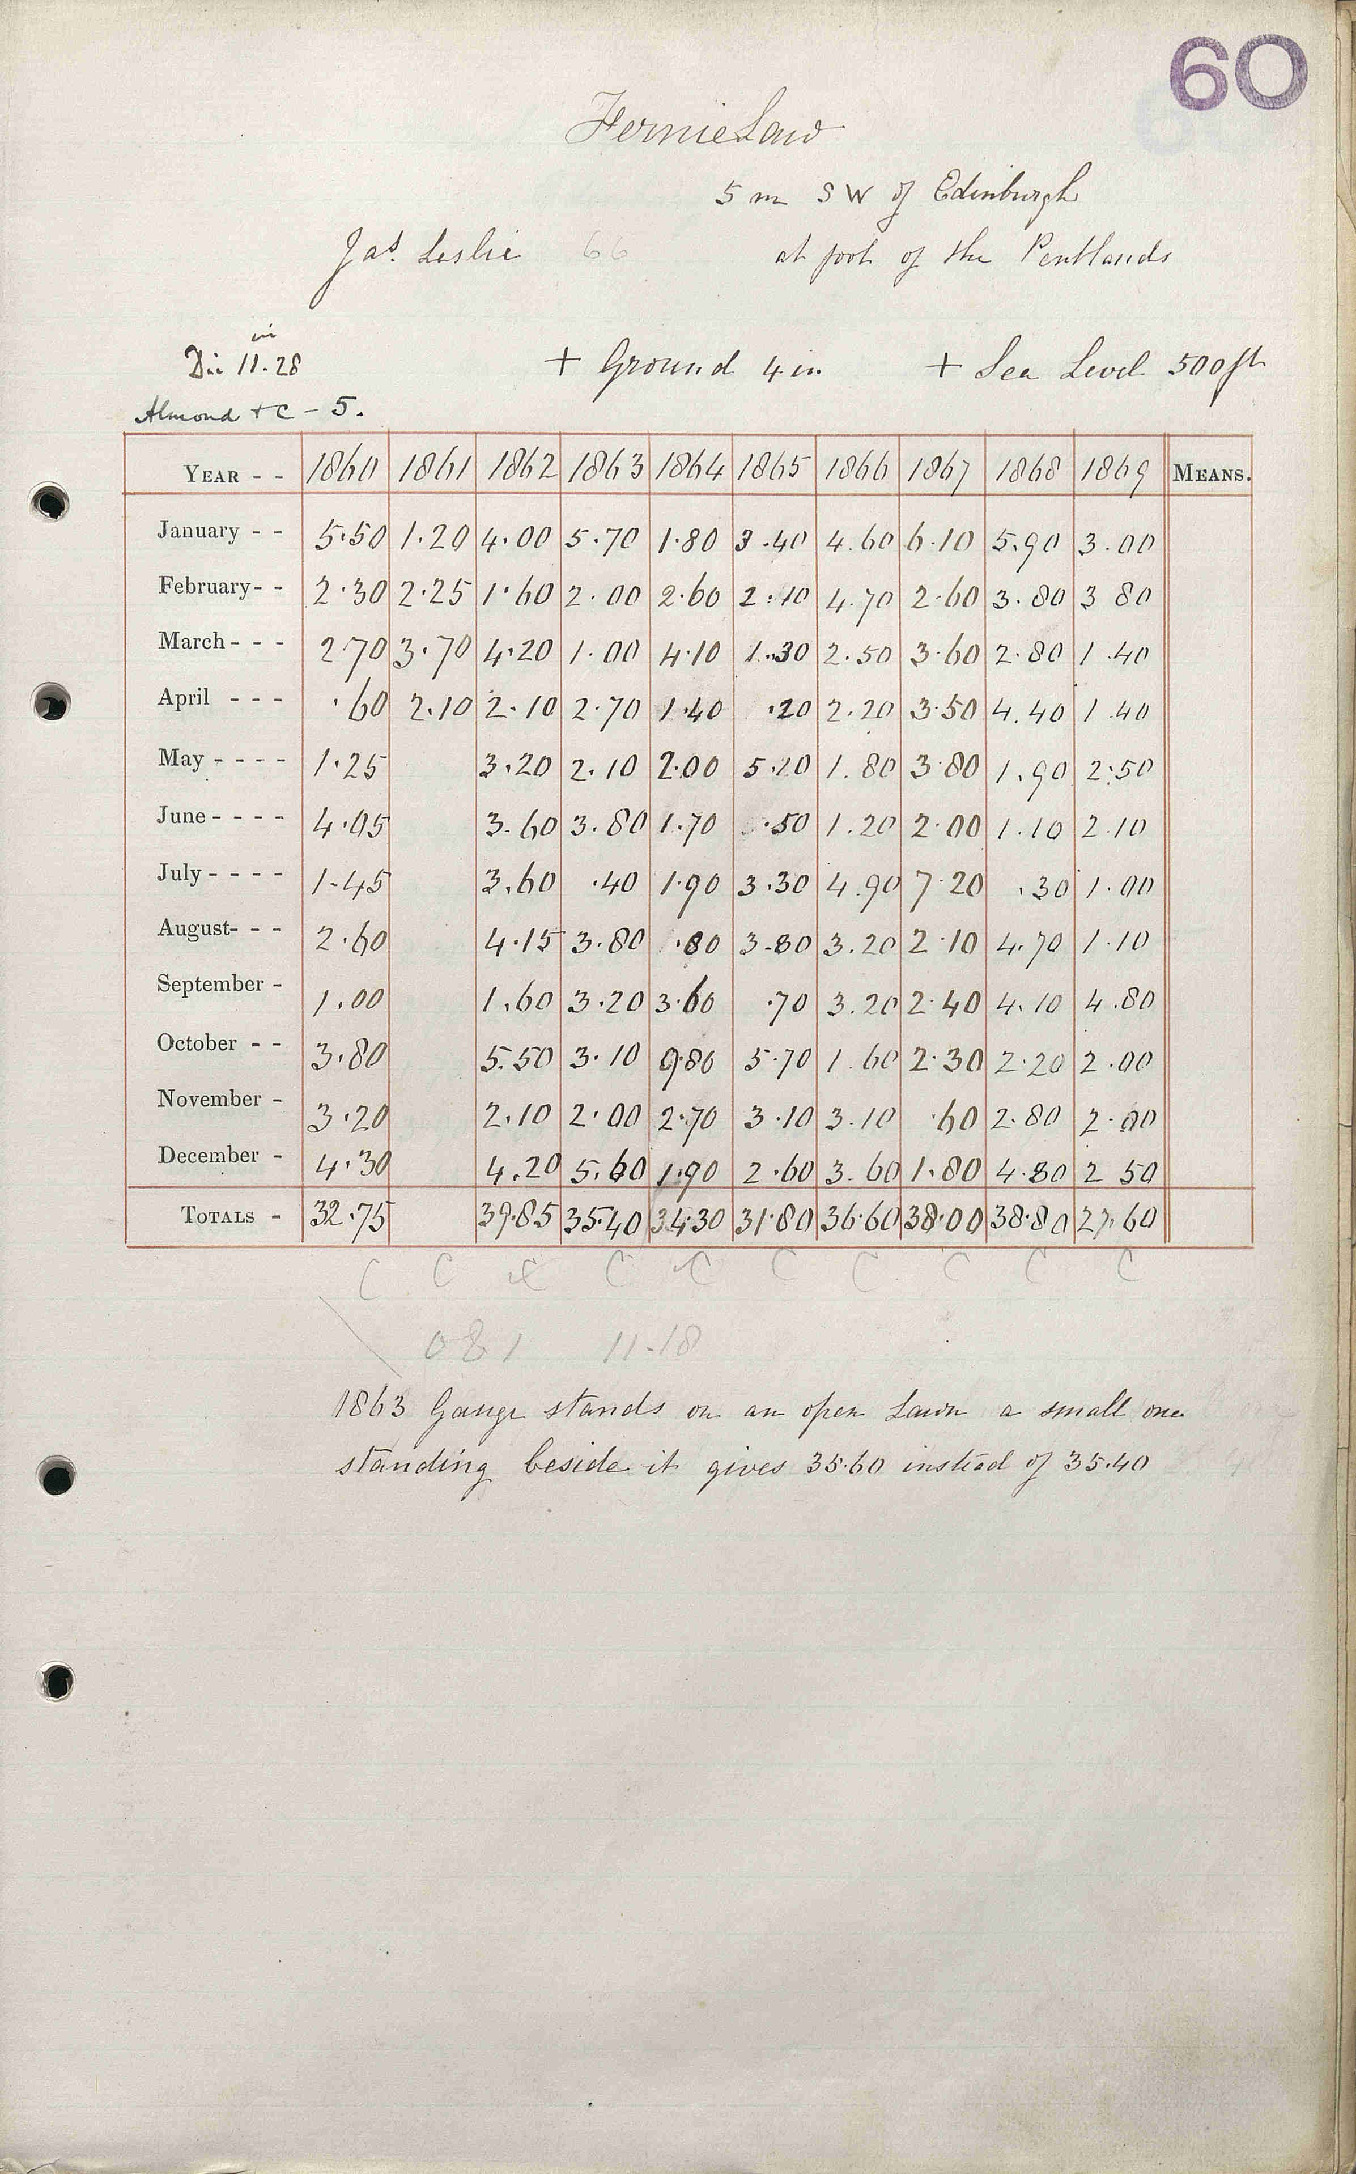 60
Fernielaw
5 m SW of Edinburgh
Jas. Leslie 66 at foot of the Pentlands
in
Dii 11.28 + Ground 4 in + Sea Level 500 ft
Almond + C - 5.
YEAR - - 1860 1861 1862 1863 1864 1865 1866 1867 1868 1869 MEANS.
January - - 5.50 1.20 4.00 5.70 1.80 3.40 4.60 6.10 5.90 3.00
February - - 2.30 2.25 1.60 2.00 2.60 2.10 4.70 2.60 3.80 3 80
March - - - 2.70 3.70 4.20 1.00 4.10 1.30 2.50 3.60 2.80 1.40
April - - - .60 2.10 2.10 2.70 1.40 .20 2.20 3.50 4.40 1.40
May - - - - 1.25 3.20 2.10 2.00 5.20 1.80 3.80 1.90 2.50
June - - - - 4.05 3.60 3.80 1.70 .50 1.20 2.00 1.10 2.10
July - - - - 1.45 3.60 .40 1.90 3.30 4.90 7.20 .30 1.00
August - - - 2.60 4.15 3.80 .80 3.80 3.20 2.10 4.70 1.10
September - 1.00 1.60 3.20 3.60 .70 3.20 2.40 4.10 4.80
October - - 3.80 5.50 3.10 9.80 5.70 1.60 2.30 2.20 2.00
November - 3.20 2.10 2.00 2.70 3.10 3.10 .60 2.80 2.00
December - 4.30 4.20 5.60 1.90 2.60 3.60 1.80 4.80 2 50
TOTALS - 32.75 39.85 35.40 34.30 31.80 36.60 38.00 38.80 27.60
C C C C C C C C C C
081 11.18
1863 Gauge stands on an open Lawn a small one
standing beside it gives 35.60 instead of 35.40